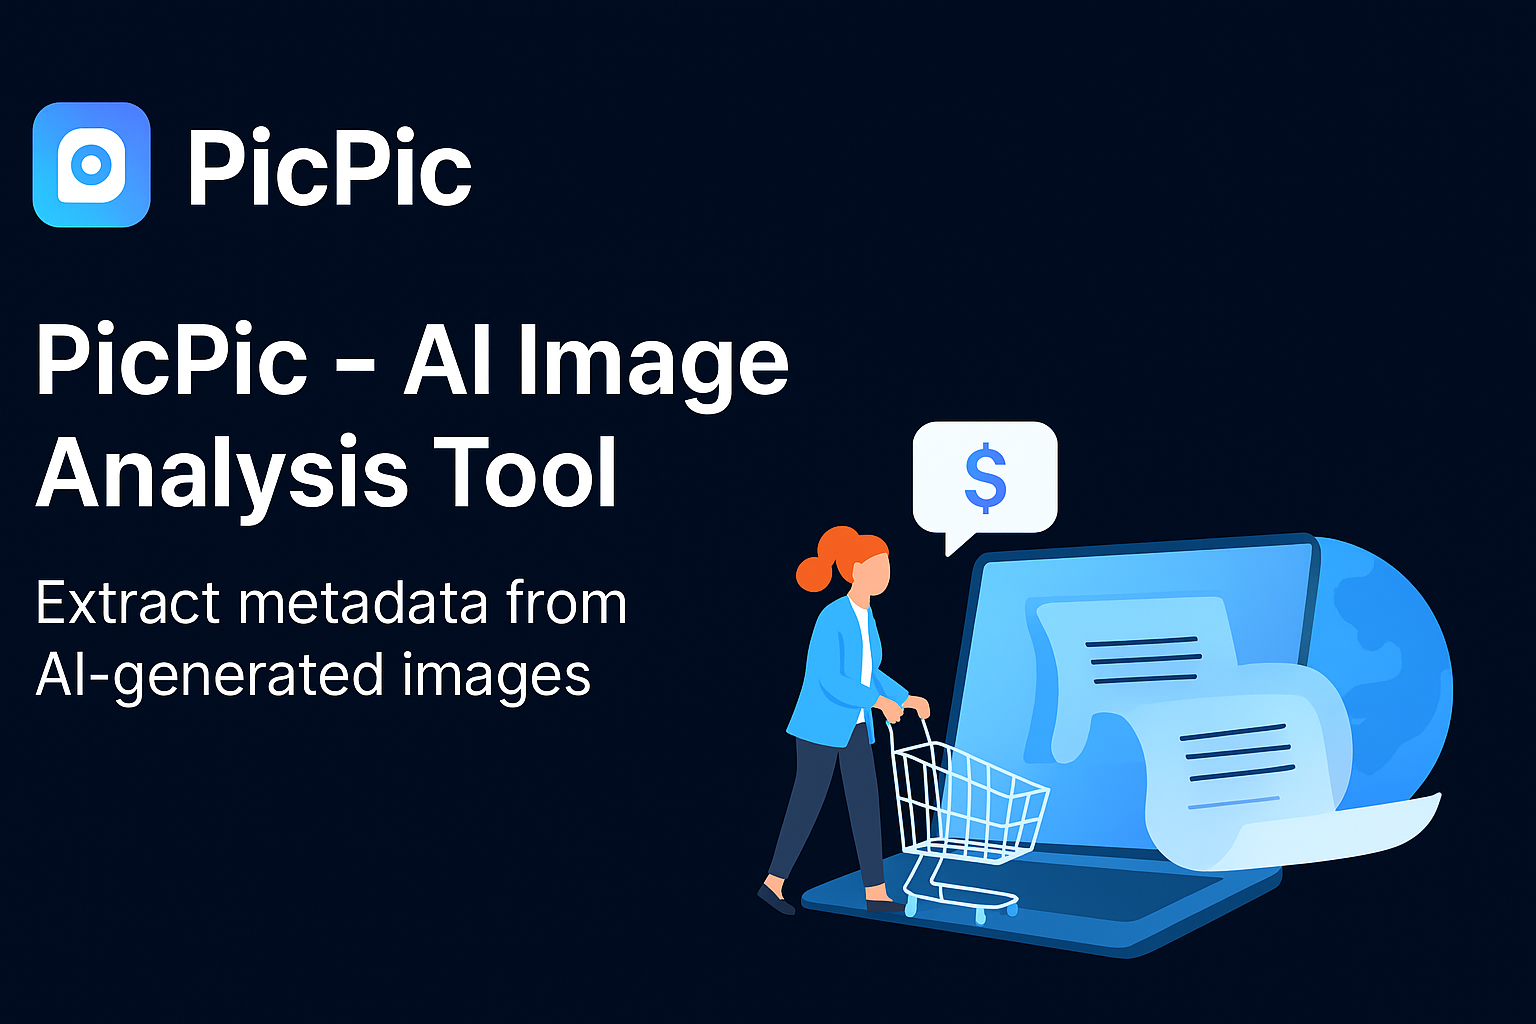 PicPic
PicPic – AI Image
Analysis Tool
Extract metadata from
AI-generated images
$